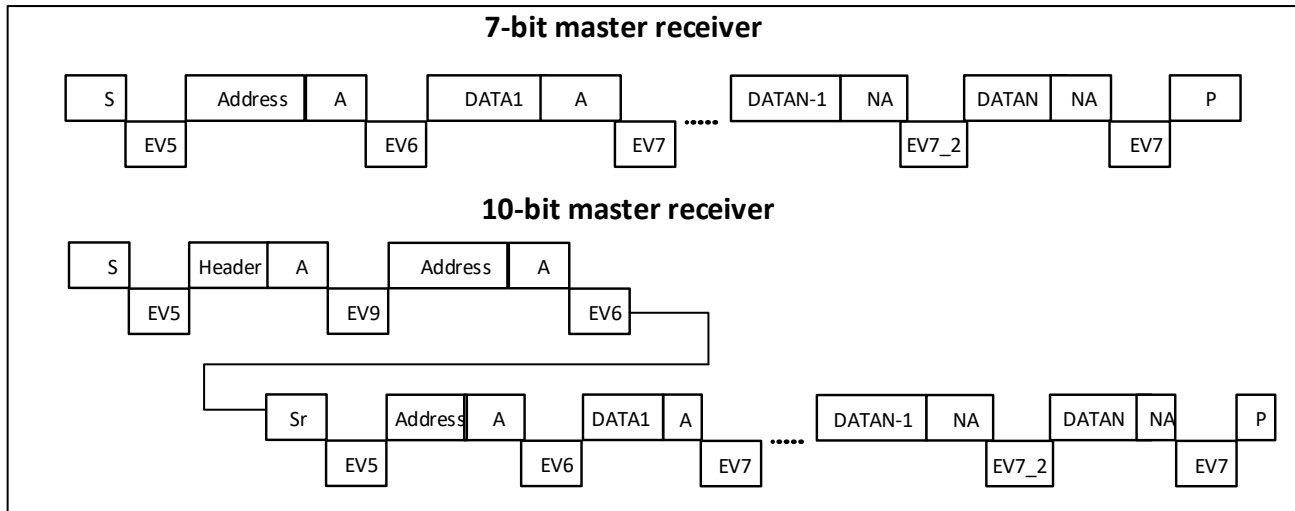 7-bit master receiver
S Address A DATA1 A ..... DATAN-1 NA DATAN NA P
EV5 EV6 EV7 EV7_2 EV7
10-bit master receiver
S Header A Address A
EV5 EV9 EV6
Sr Address A DATA1 A ..... DATAN-1 NA DATAN NA P
EV5 EV6 EV7 EV7_2 EV7